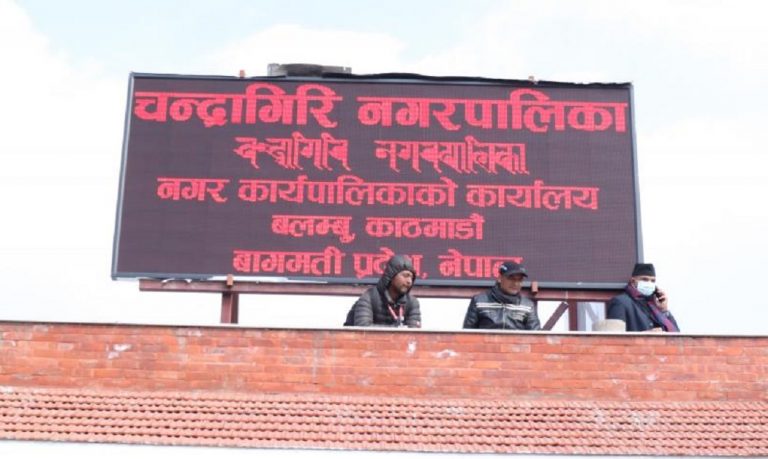 चन्द्रागिरि नगरपालिका
नगर कार्यपालिकाको कार्यालय
बलम्बु, काठमाडौं
बागमती प्रदेश, नेपाल